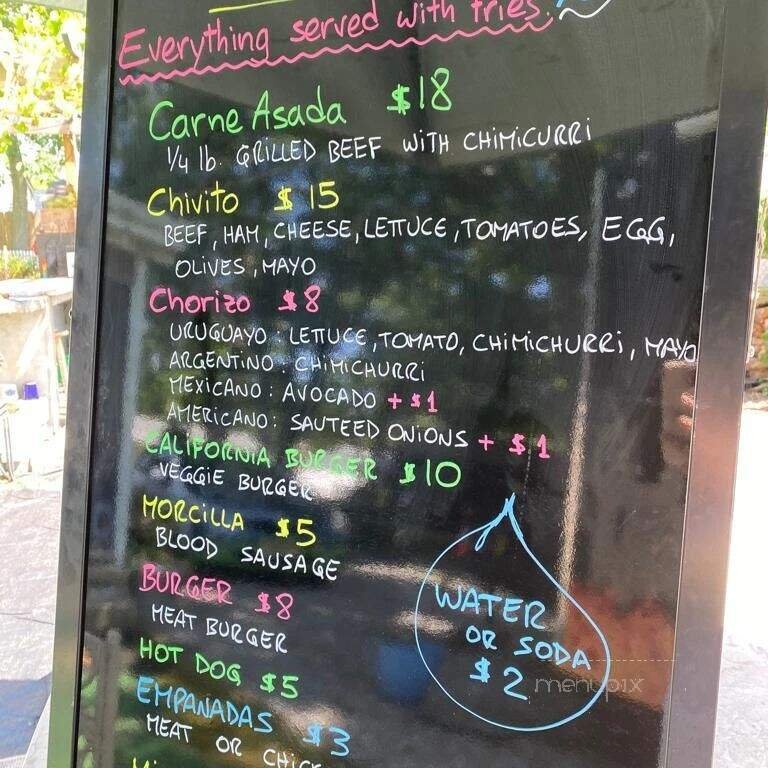 Everything served with fries.
Carne Asada $18
1/4 lb. GRILLED BEEF WITH CHIMICURRI
Chivito $15
BEEF, HAM, CHEESE, LETTUCE, TOMATOES, EGG,
OLIVES, MAYO
Chorizo $8
URUGUAYO: LETTUCE, TOMATO, CHIMICHURRI, MAYO
ARGENTINO: CHIMICHURRI
MEXICANO: AVOCADO + $1
AMERICANO: SAUTEED ONIONS + $1
CALIFORNIA BURGER $10
VEGGIE BURGER
MORCILLA $5
BLOOD SAUSAGE
BURGER $8
MEAT BURGER
HOT DOG $5
EMPANADAS $3
MEAT OR
WATER
OR SODA
$2
menupix